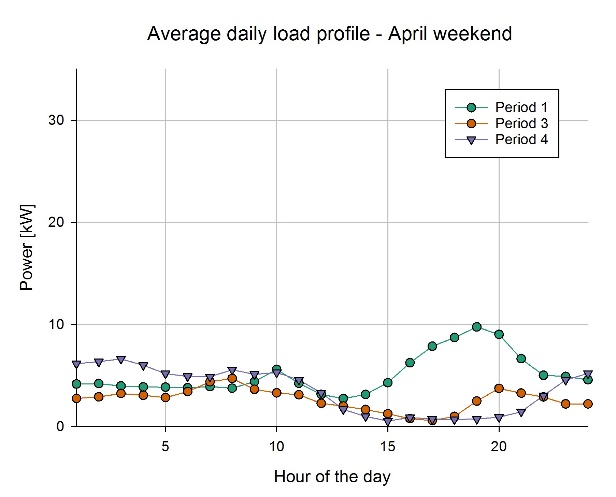 Average daily load profile - April weekend
Period 1
Period 3
Period 4
30
20
10
0
Power [kW]
5
10
15
20
Hour of the day